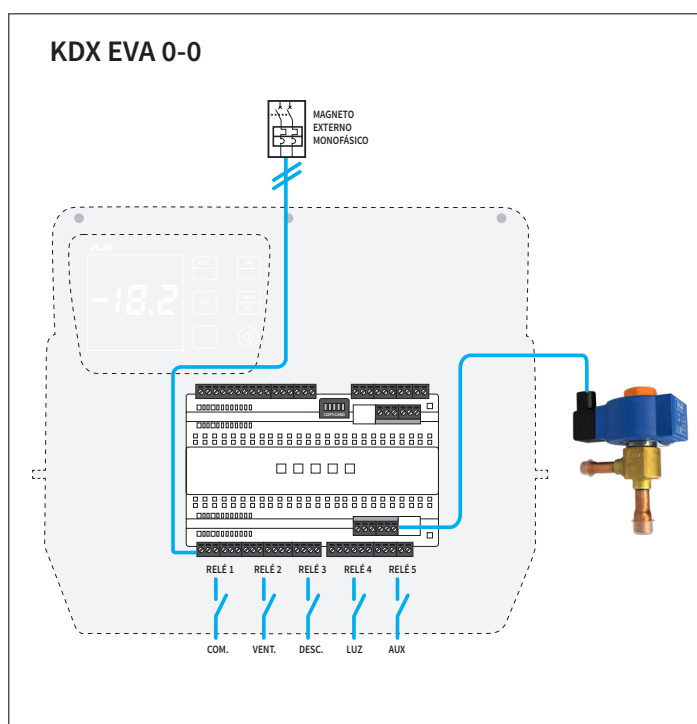 KDX EVA 0-0
MAGNETO
EXTERNO
MONOFÁSICO
-18.2
COPY CARD
RELÉ 1
RELÉ 2
RELÉ 3
RELÉ 4
RELÉ 5
COM.
VENT.
DESC.
LUZ
AUX